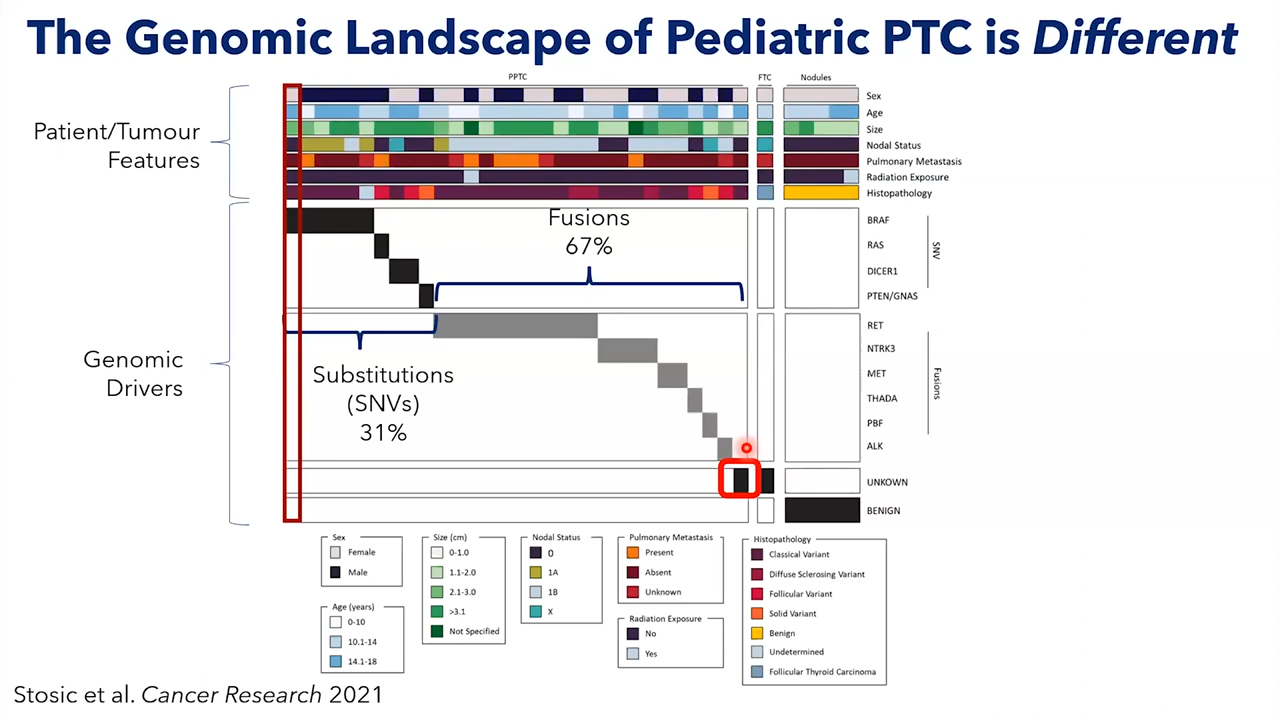 The Genomic Landscape of Pediatric PTC is Different
PPTC
FTC
Nodules
Patient/Tumour
Features
Sex
Age
Size
Nodal Status
Pulmonary Metastasis
Radiation Exposure
Histopathology
Fusions
67%
BRAF
RAS
DICER1
PTEN/GNAS
SNV
Genomic
Drivers
Substitutions
(SNVs)
31%
RET
NTRK3
MET
THADA
PBF
ALK
Fusions
UNKOWN
BENIGN
Sex
Female
Male
Age (years)
0-10
10.1-14
14.1-18
Size (cm)
0-1.0
1.1-2.0
2.1-3.0
>3.1
Not Specified
Nodal Status
0
1A
1B
X
Pulmonary Metastasis
Present
Absent
Unknown
Radiation Exposure
No
Yes
Histopathology
Classical Variant
Diffuse Sclerosing Variant
Follicular Variant
Solid Variant
Benign
Undetermined
Follicular Thyroid Carcinoma
Stosic et al. Cancer Research 2021